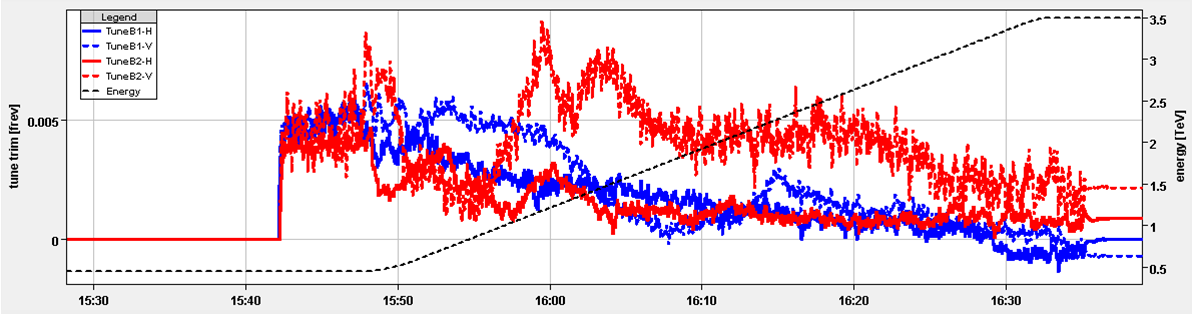 Legend
TuneB1-H
TuneB1-V
TuneB2-H
TuneB2-V
Energy
tune trim [frev]
0.005
0
3.5
3
2.5
2
1.5
1
0.5
energy [TeV]
15:30 15:40 15:50 16:00 16:10 16:20 16:30